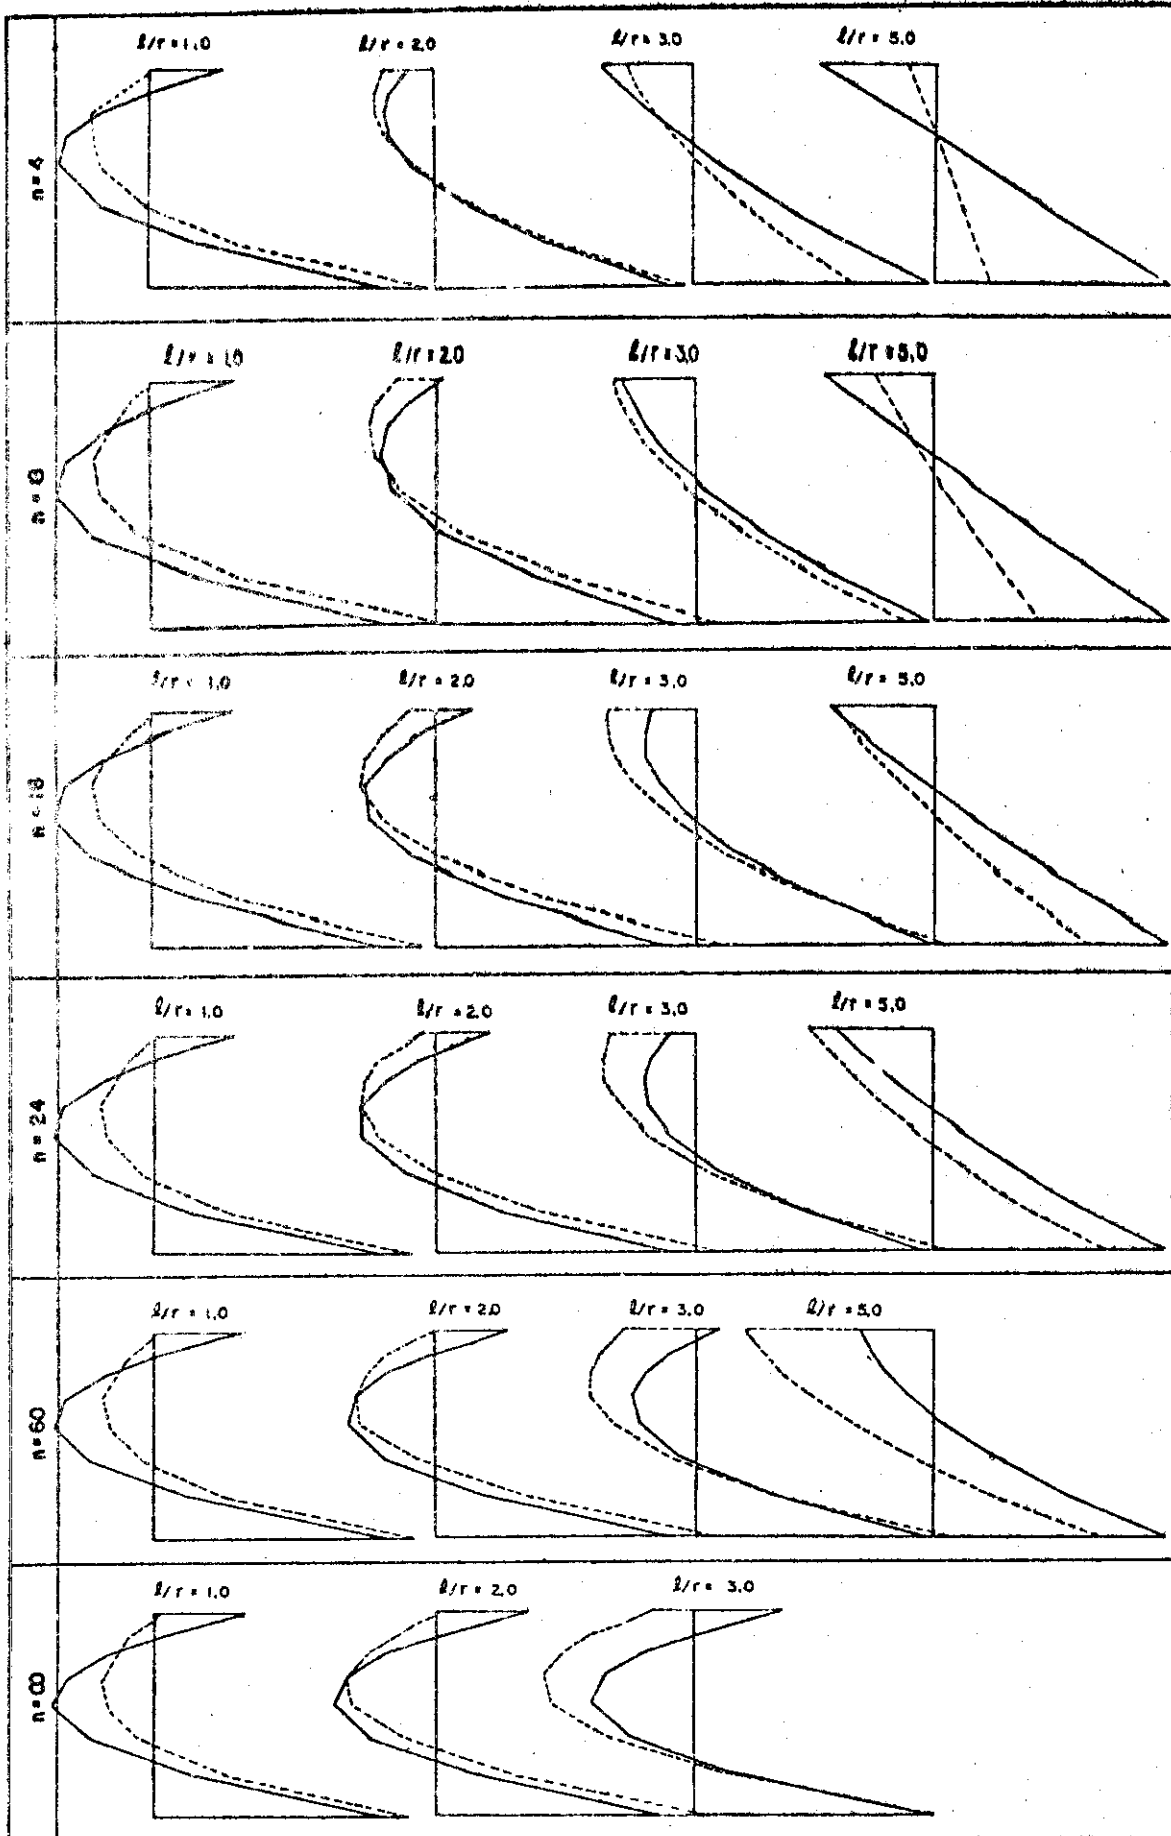 n=4
ℓ/r = 1,0
ℓ/r = 2,0
ℓ/r = 3,0
ℓ/r = 5,0
ℓ/r = 1,0
ℓ/r = 2,0
ℓ/r = 3,0
ℓ/r = 5,0
n=18
ℓ/r = 1,0
ℓ/r = 2,0
ℓ/r = 3,0
ℓ/r = 5,0
n=24
ℓ/r = 1,0
ℓ/r = 2,0
ℓ/r = 3,0
ℓ/r = 5,0
n=60
ℓ/r = 1,0
ℓ/r = 2,0
ℓ/r = 3,0
ℓ/r = 5,0
n=∞
ℓ/r = 1,0
ℓ/r = 2,0
ℓ/r = 3,0